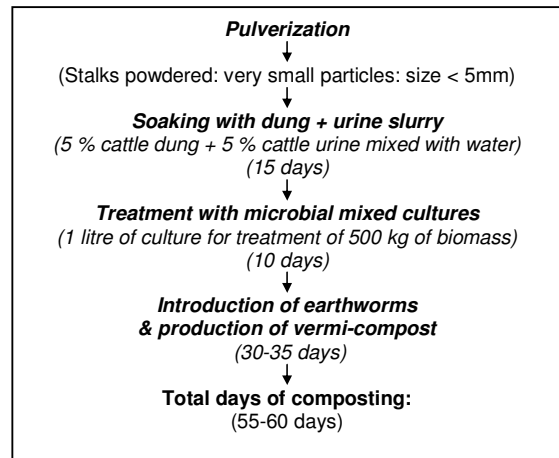 Pulverization
(Stalks powdered: very small particles: size < 5mm)
Soaking with dung + urine slurry
(5 % cattle dung + 5 % cattle urine mixed with water)
(15 days)
Treatment with microbial mixed cultures
(1 litre of culture for treatment of 500 kg of biomass)
(10 days)
Introduction of earthworms
& production of vermi-compost
(30-35 days)
Total days of composting:
(55-60 days)